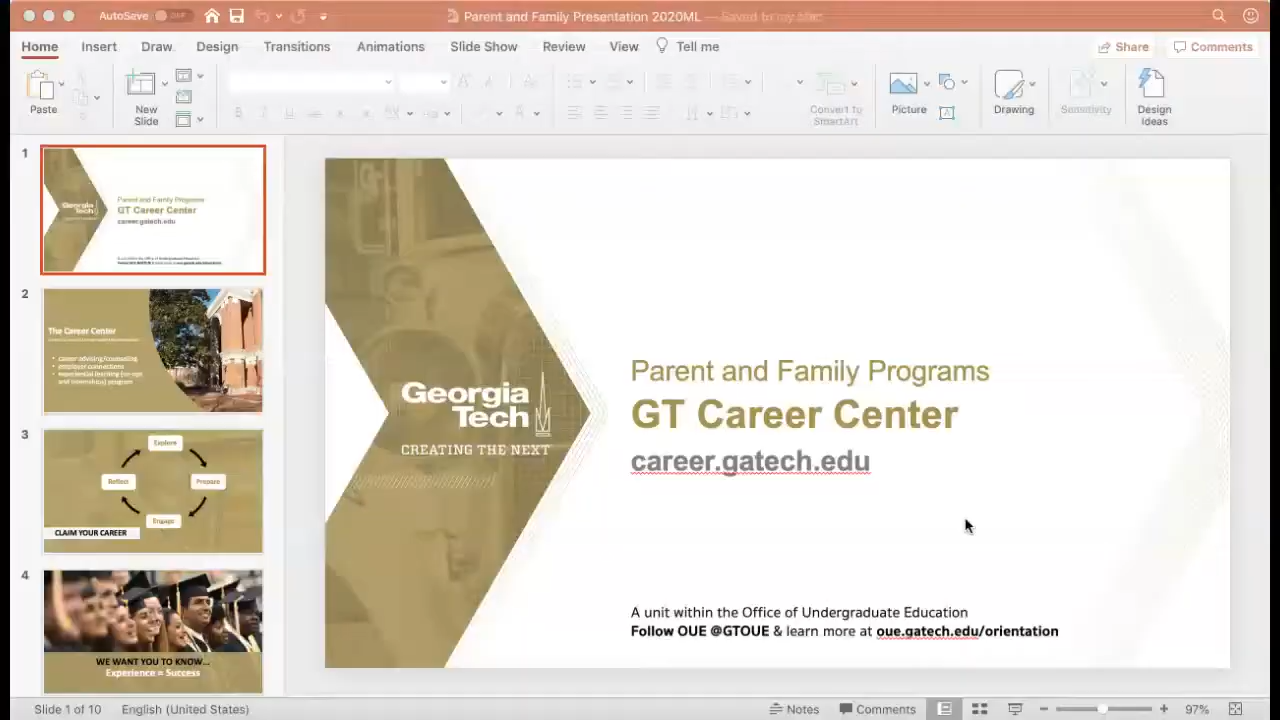 AutoSave OFF
Parent and Family Presentation 2020ML — Saved to my Mac
Home Insert Draw Design Transitions Animations Slide Show Review View Tell me
Share Comments
Paste
New
Slide
Convert to
SmartArt
Picture
Drawing
Sensitivity
Design
Ideas
1
Georgia
Tech
Parent and Family Programs
GT Career Center
career.gatech.edu
2
The Career Center
• career advising/counseling
• employer connections
• experiential learning (co-ops
and internships) program
3
Explore
Reflect
Prepare
Engage
CLAIM YOUR CAREER
4
WE WANT YOU TO KNOW...
Experience = Success
Georgia
Tech
CREATING THE NEXT
Parent and Family Programs
GT Career Center
career.gatech.edu
A unit within the Office of Undergraduate Education
Follow OUE @GTOUE & learn more at oue.gatech.edu/orientation
Slide 1 of 10 English (United States)
Notes Comments 97%